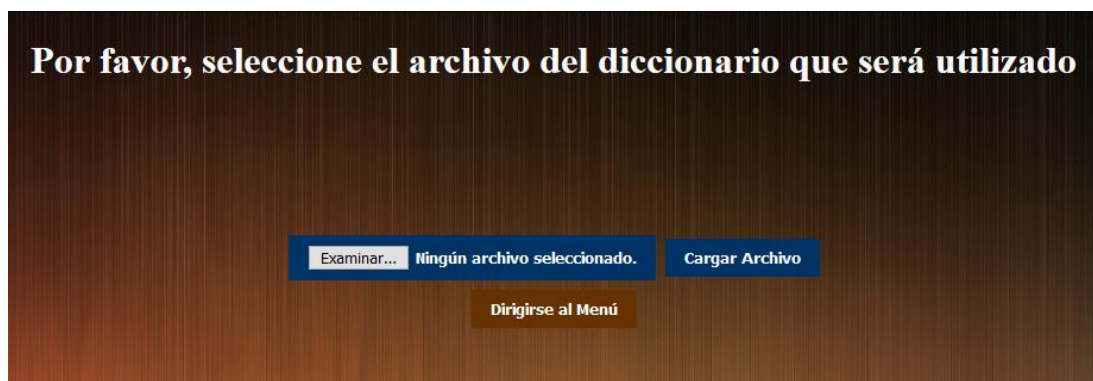 Por favor, seleccione el archivo del diccionario que será utilizado
Examinar... Ningún archivo seleccionado. Cargar Archivo
Dirigirse al Menú